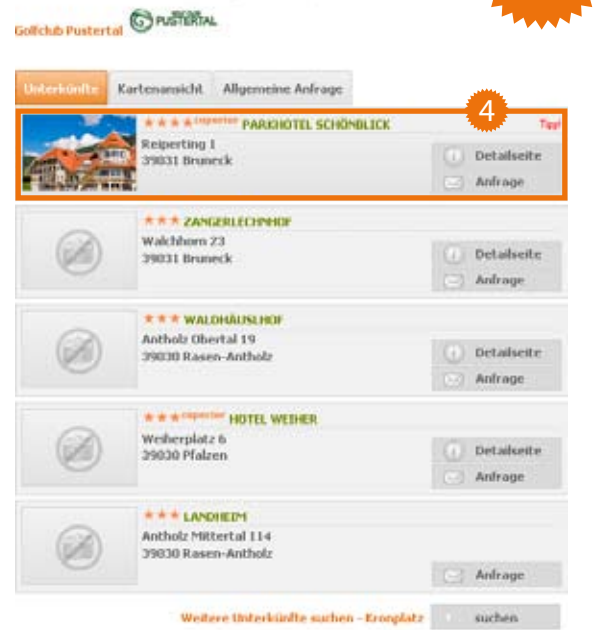 Golfclub Pustertal GOLFCLUB PUSTERTAL
Unterkünfte Kartenansicht Allgemeine Anfrage
4
★★★★superior PARKHOTEL SCHÖNBLICK Tipp!
Reiperting 1
39031 Bruneck
Detailseite
Anfrage
★★★ ZANGERLECHNHOF
Walchhorn 23
39031 Bruneck
Detailseite
Anfrage
★★★ WALDHÄUSLHOF
Antholz Obertal 19
39030 Rasen-Antholz
Detailseite
Anfrage
★★★superior HOTEL WEIHER
Weiherplatz 6
39030 Pfalzen
Detailseite
Anfrage
★★★ LANDHEIM
Antholz Mittertal 114
39030 Rasen-Antholz
Anfrage
Weitere Unterkünfte suchen - Kronplatz suchen